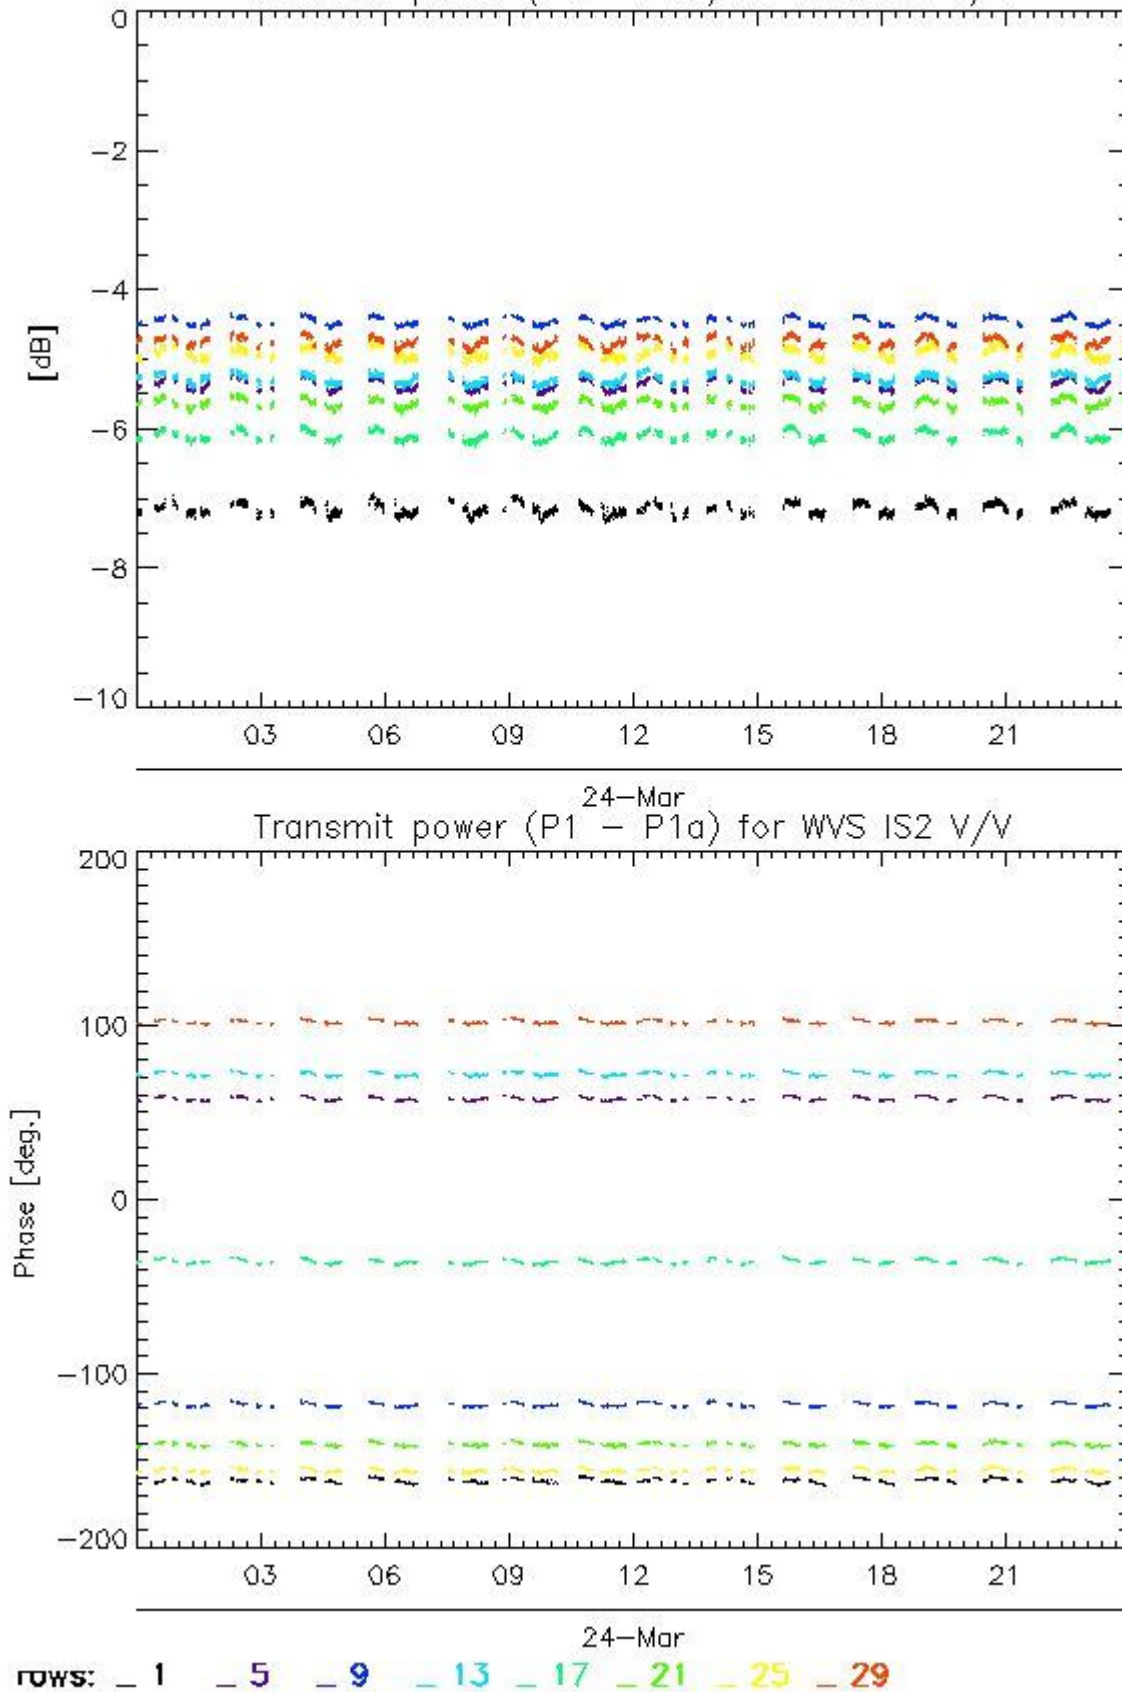 0
-2
-4
[dB]
-6
-8
-10
03 06 09 12 15 18 21
24-Mar
Transmit power (P1 - P1a) for WVS IS2 V/V
200
100
Phase [deg.]
0
-100
-200
03 06 09 12 15 18 21
24-Mar
rows: _ 1 _ 5 _ 9 _ 13 _ 17 _ 21 _ 25 _ 29